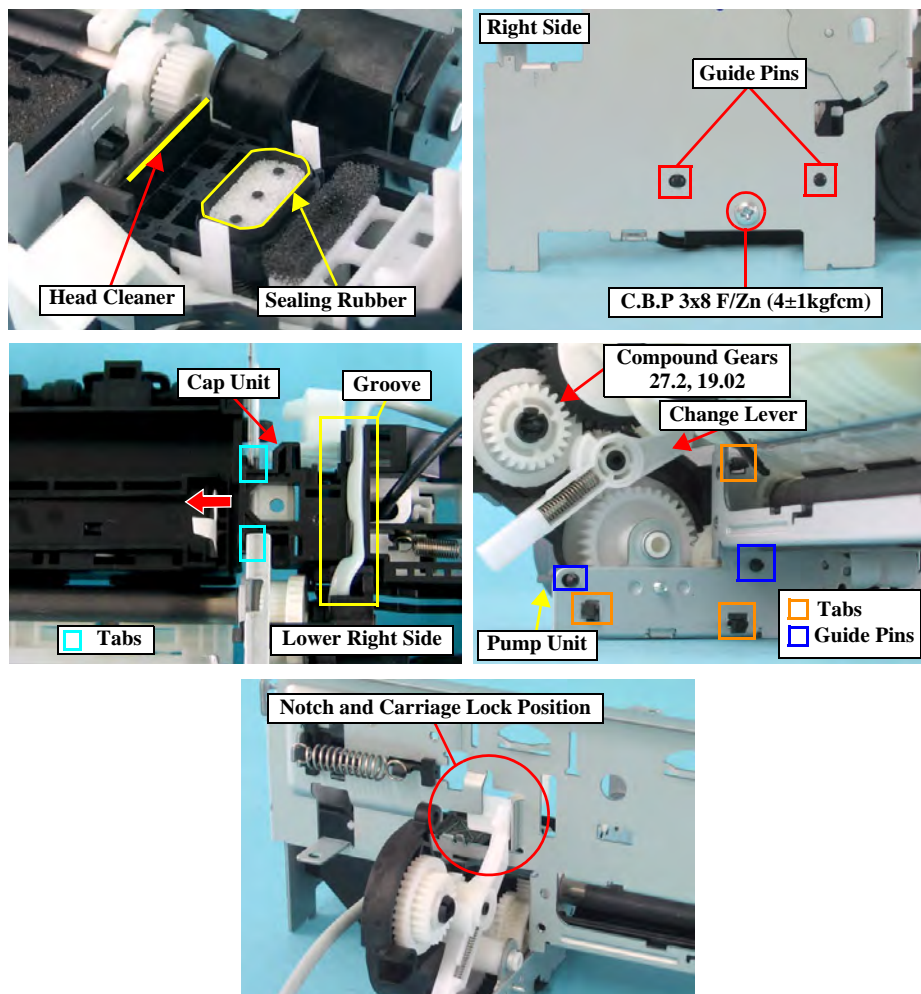 Head Cleaner
Sealing Rubber
Right Side
Guide Pins
C.B.P 3x8 F/Zn (4±1kgfcm)
Cap Unit
Groove
Tabs
Lower Right Side
Compound Gears
27.2, 19.02
Change Lever
Pump Unit
Tabs
Guide Pins
Notch and Carriage Lock Position